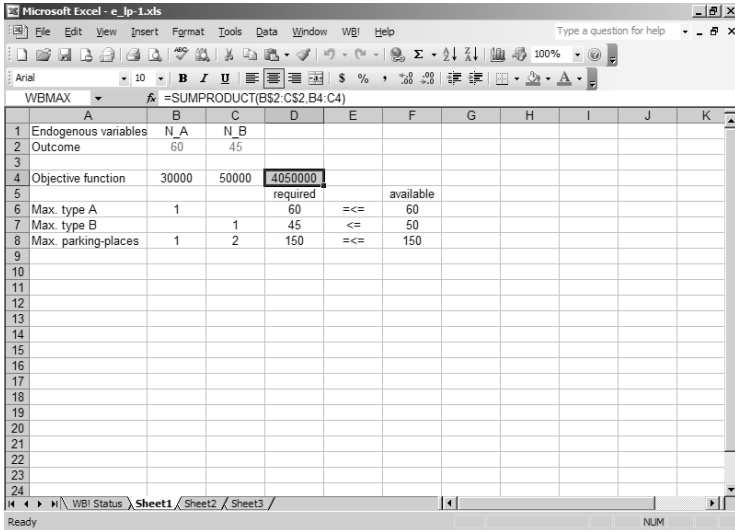 Microsoft Excel - e_lp-1.xls
File Edit View Insert Format Tools Data Window WB! Help Type a question for help
100%
Arial 10 B I U $ % ,
WBMAX fx =SUMPRODUCT(B$2:C$2,B4:C4)
A B C D E F G H I J K
1 Endogenous variables N_A N_B
2 Outcome 60 45
3
4 Objective function 30000 50000 4050000
5 required available
6 Max. type A 1 60 =<= 60
7 Max. type B 1 45 <= 50
8 Max. parking-places 1 2 150 =<= 150
9
10
11
12
13
14
15
16
17
18
19
20
21
22
23
24
WB! Status Sheet1 Sheet2 Sheet3
Ready NUM